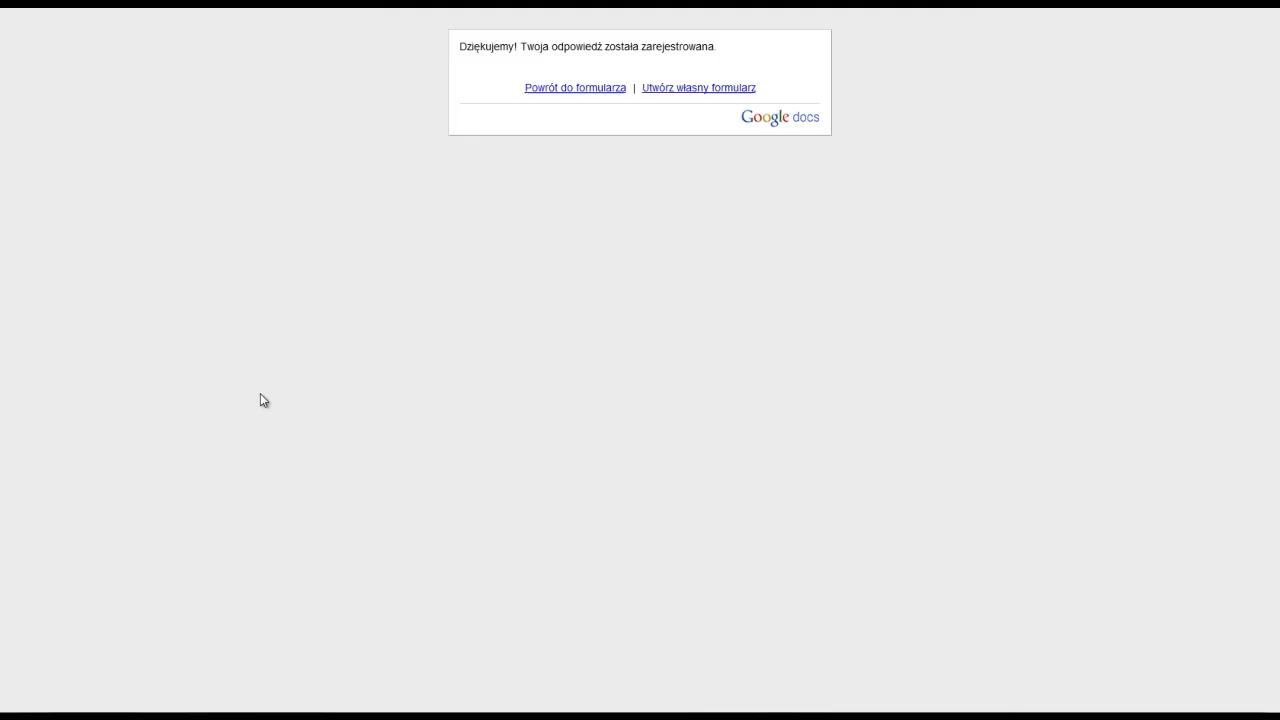 Dziękujemy! Twoja odpowiedź została zarejestrowana.
Powrót do formularza | Utwórz własny formularz
Google docs